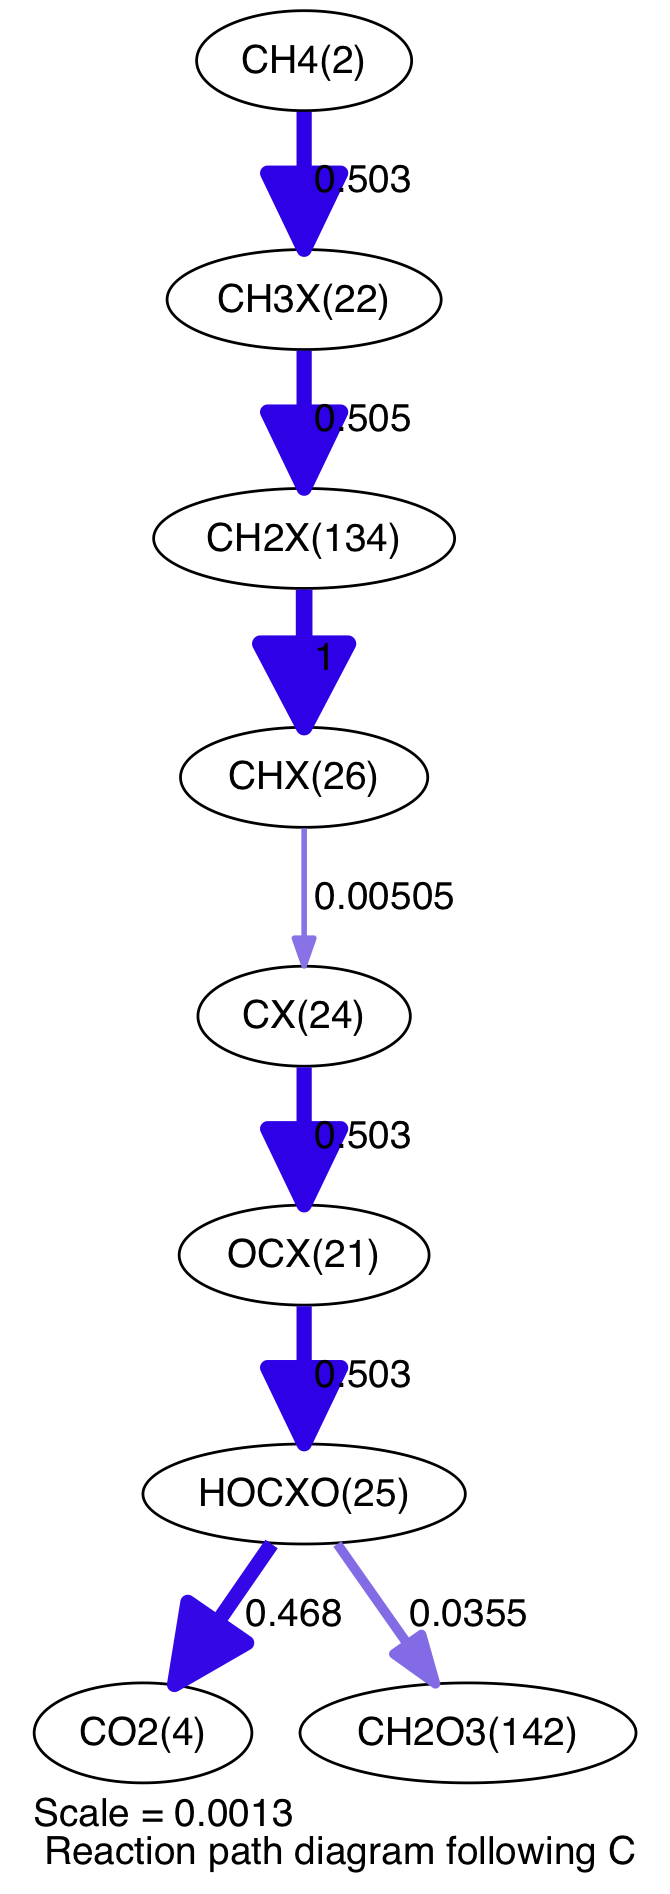 CH4(2)
0.503
CH3X(22)
0.505
CH2X(134)
1
CHX(26)
0.00505
CX(24)
0.503
OCX(21)
0.503
HOCXO(25)
0.468
0.0355
CO2(4)
CH2O3(142)
Scale = 0.0013
Reaction path diagram following C